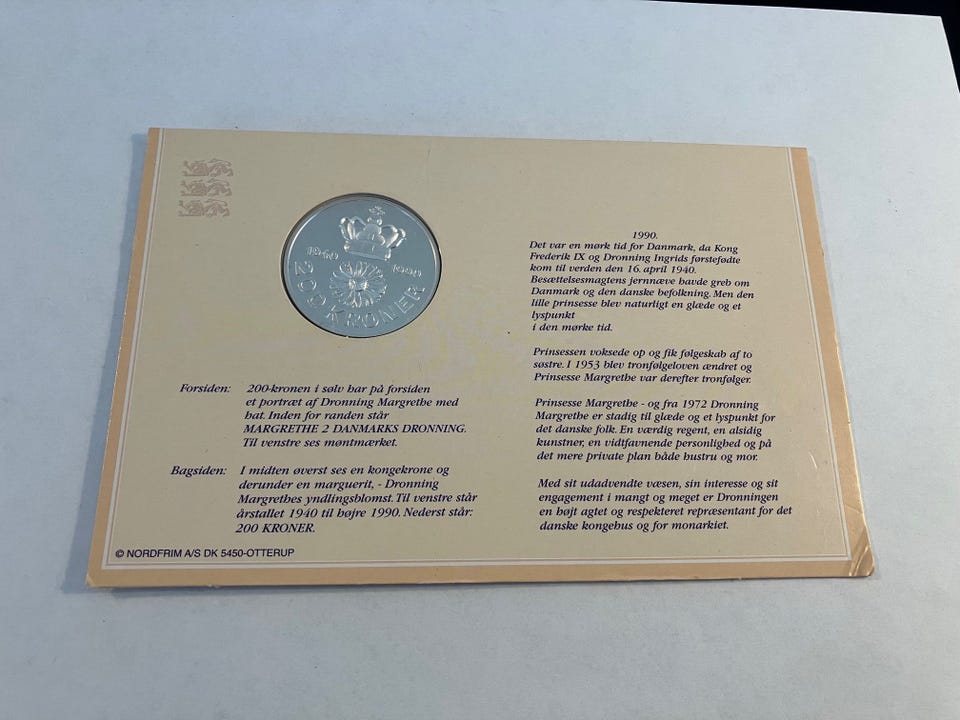 1940 1990
200 KRONER
Forsiden: 200-kronen i sølv har på forsiden
et portræt af Dronning Margrethe med
hat. Inden for randen står
MARGRETHE 2 DANMARKS DRONNING.
Til venstre ses møntmærket.
Bagsiden: I midten øverst ses en kongekrone og
derunder en marguerit, - Dronning
Margrethes yndlingsblomst. Til venstre står
årstallet 1940 til højre 1990. Nederst står:
200 KRONER.
© NORDFRIM A/S DK 5450-OTTERUP
1990.
Det var en mørk tid for Danmark, da Kong
Frederik IX og Dronning Ingrids førstefødte
kom til verden den 16. april 1940.
Besættelsesmagtens jernnæve havde greb om
Danmark og den danske befolkning. Men den
lille prinsesse blev naturligt en glæde og et
lyspunkt
i den mørke tid.
Prinsessen voksede op og fik følgeskab af to
søstre. I 1953 blev tronfølgeloven ændret og
Prinsesse Margrethe var derefter tronfølger.
Prinsesse Margrethe - og fra 1972 Dronning
Margrethe er stadig til glæde og et lyspunkt for
det danske folk. En værdig regent, en alsidig
kunstner, en vidtfavnende personlighed og på
det mere private plan både hustru og mor.
Med sit udadvendte væsen, sin interesse og sit
engagement i mangt og meget er Dronningen
en højt agtet og respekteret repræsentant for det
danske kongehus og for monarkiet.